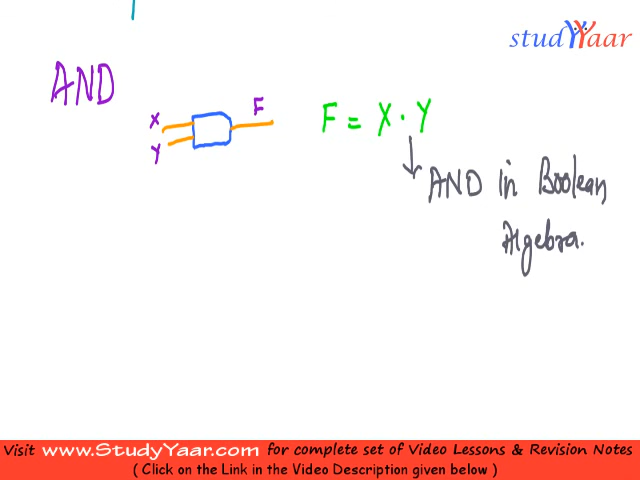 studYYaar
AND
X
Y
F
F = X · Y
AND in Boolean
Algebra.
Visit www.StudyYaar.com for complete set of Video Lessons & Revision Notes
( Click on the Link in the Video Description given below )